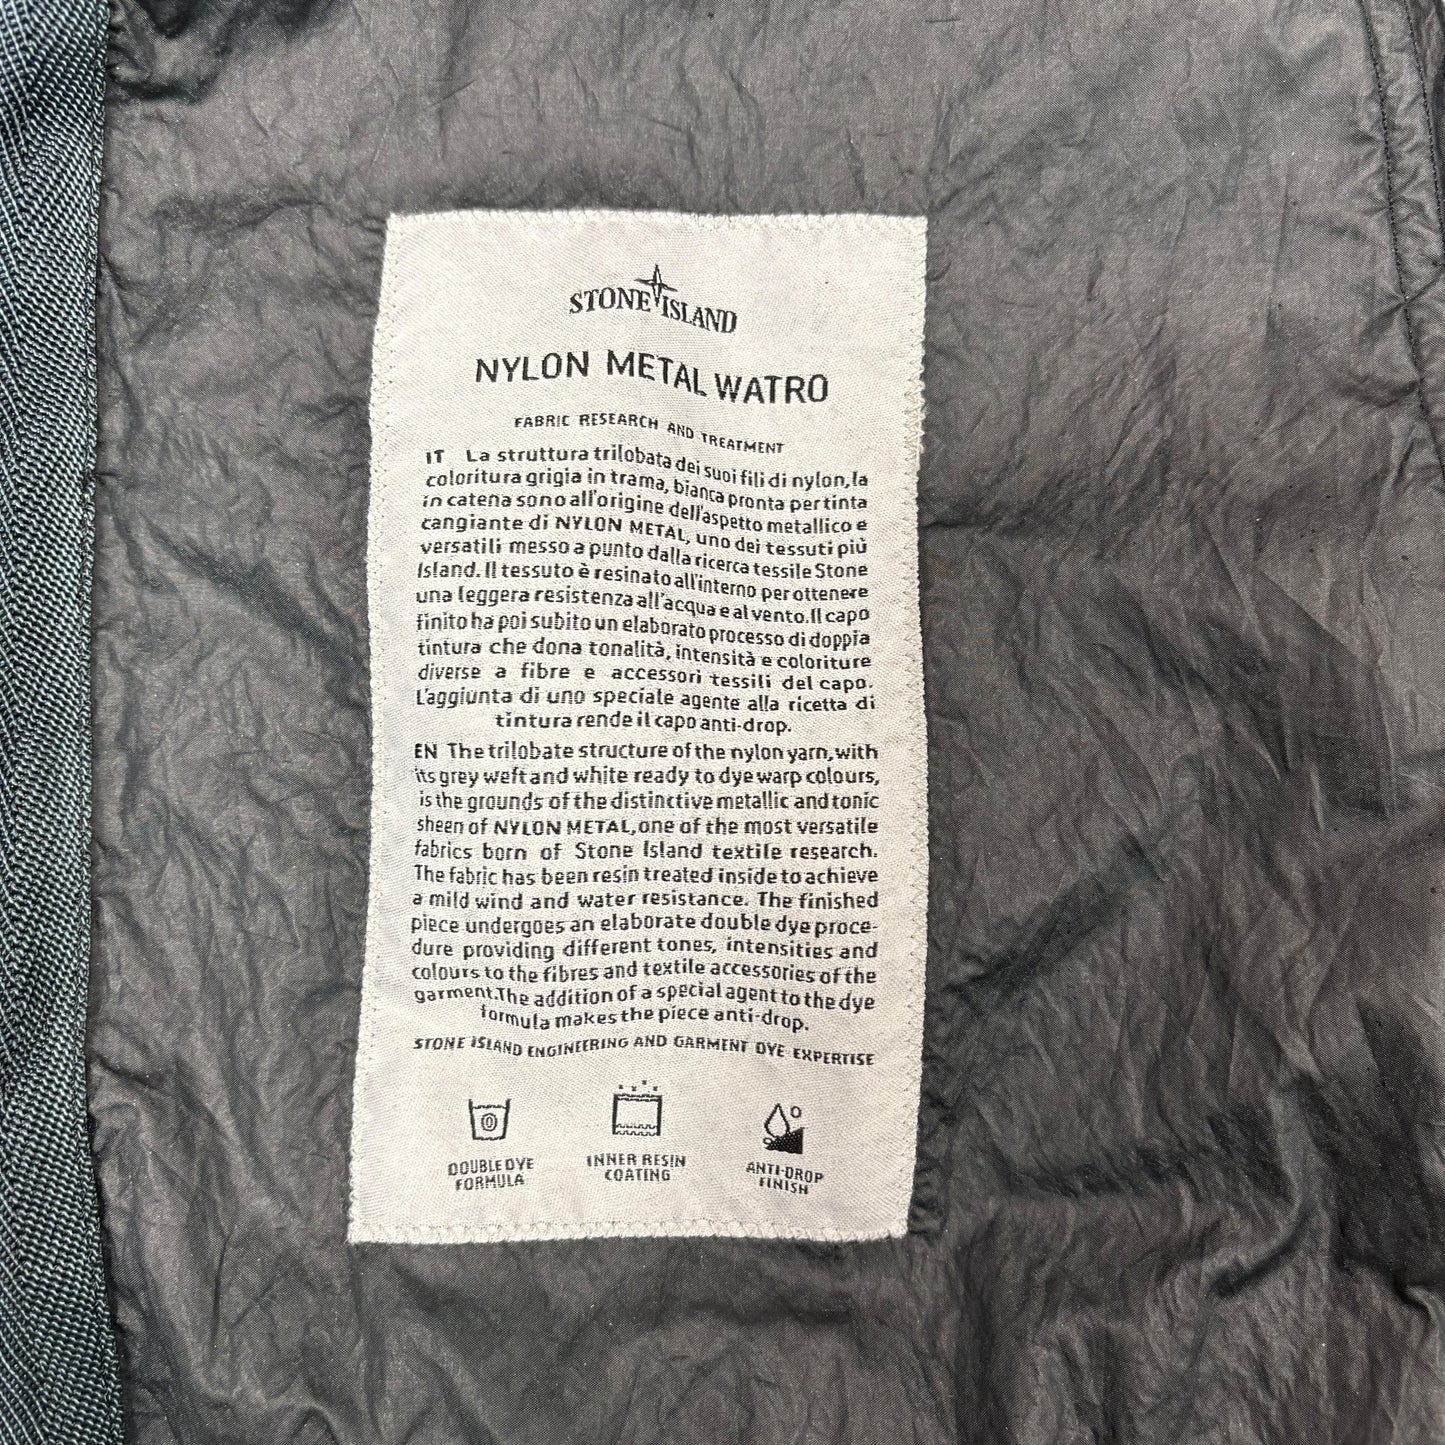 STONE ISLAND
NYLON METAL WATRO
FABRIC RESEARCH AND TREATMENT
IT La struttura trilobata dei suoi fili di nylon, la
coloritura grigia in trama, bianca pronta per tinta
in catena sono all'origine dell'aspetto metallico e
cangiante di NYLON METAL, uno dei tessuti più
versatili messo a punto dalla ricerca tessile Stone
Island. Il tessuto è resinato all'interno per ottenere
una leggera resistenza all'acqua e al vento. Il capo
finito ha poi subito un elaborato processo di doppia
tintura che dona tonalità, intensità e coloriture
diverse a fibre e accessori tessili del capo.
L'aggiunta di uno speciale agente alla ricetta di
tintura rende il capo anti-drop.
EN The trilobate structure of the nylon yarn, with
its grey weft and white ready to dye warp colours,
is the grounds of the distinctive metallic and tonic
sheen of NYLON METAL, one of the most versatile
fabrics born of Stone Island textile research.
The fabric has been resin treated inside to achieve
a mild wind and water resistance. The finished
piece undergoes an elaborate double dye proce-
dure providing different tones, intensities and
colours to the fibres and textile accessories of the
garment. The addition of a special agent to the dye
formula makes the piece anti-drop.
STONE ISLAND ENGINEERING AND GARMENT DYE EXPERTISE
DOUBLE DYE
FORMULA
INNER RESIN
COATING
ANTI-DROP
FINISH